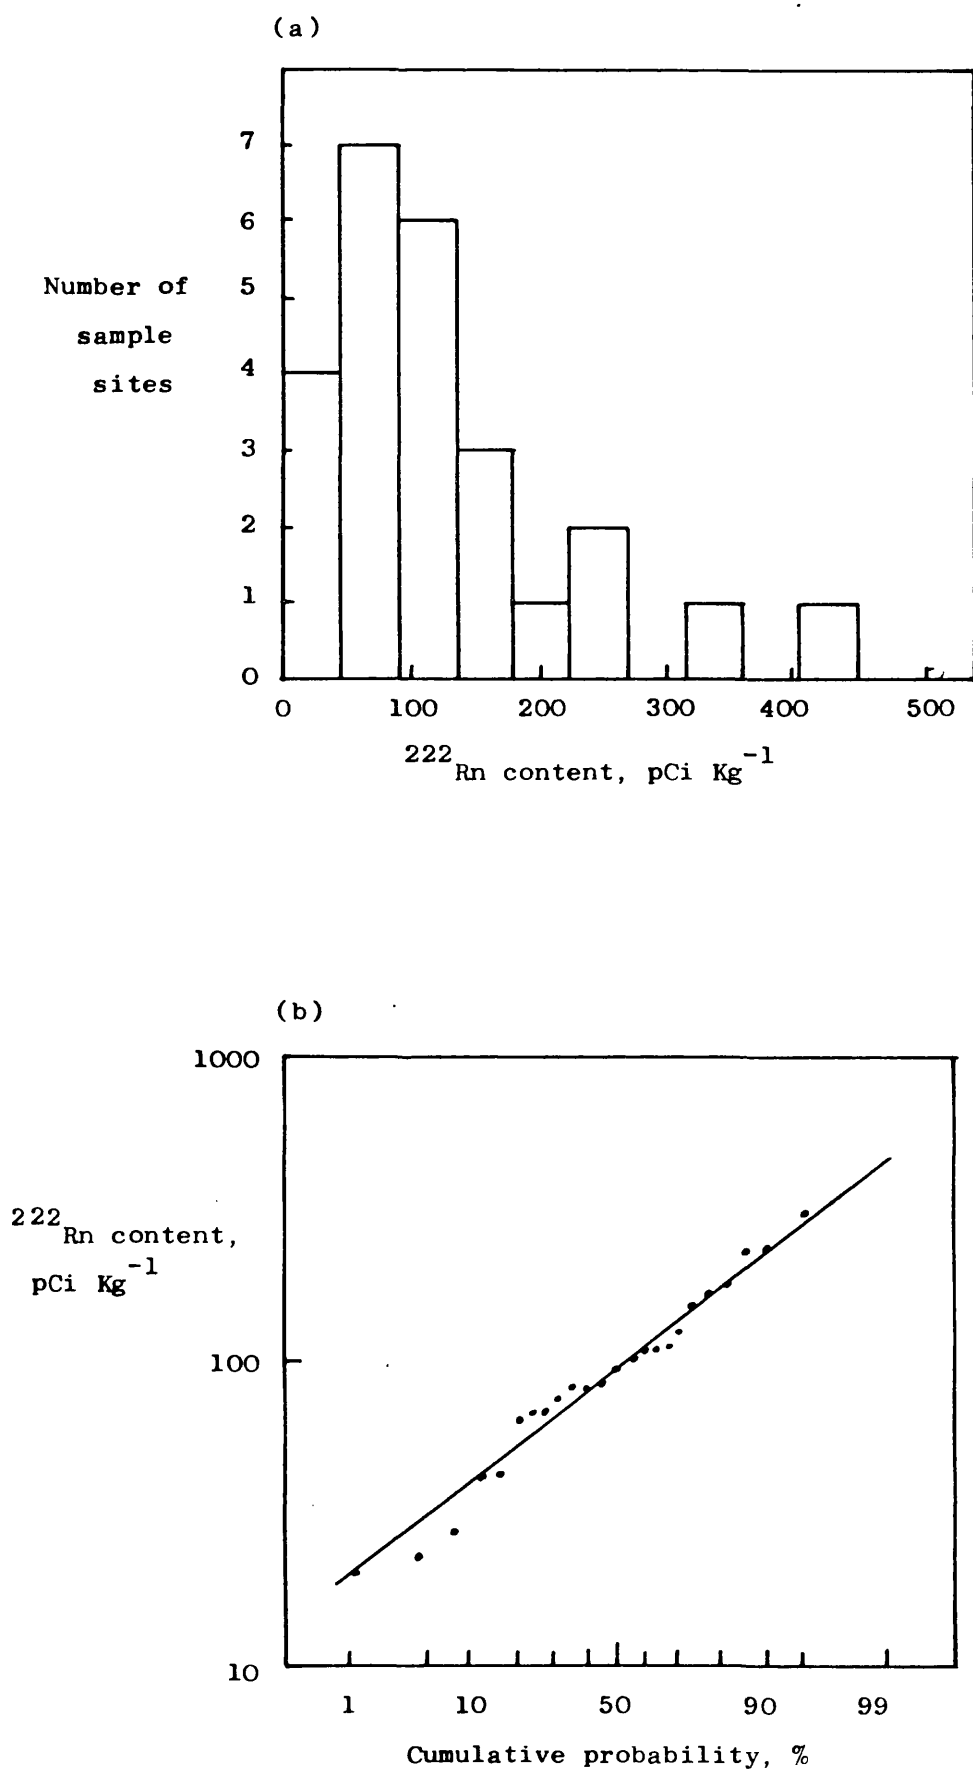 (a)
7
6
5
4
3
2
1
0
Number of
sample
sites
0 100 200 300 400 500
222Rn content, pCi Kg-1
(b)
1000
100
10
222Rn content,
pCi Kg-1
1 10 50 90 99
Cumulative probability, %